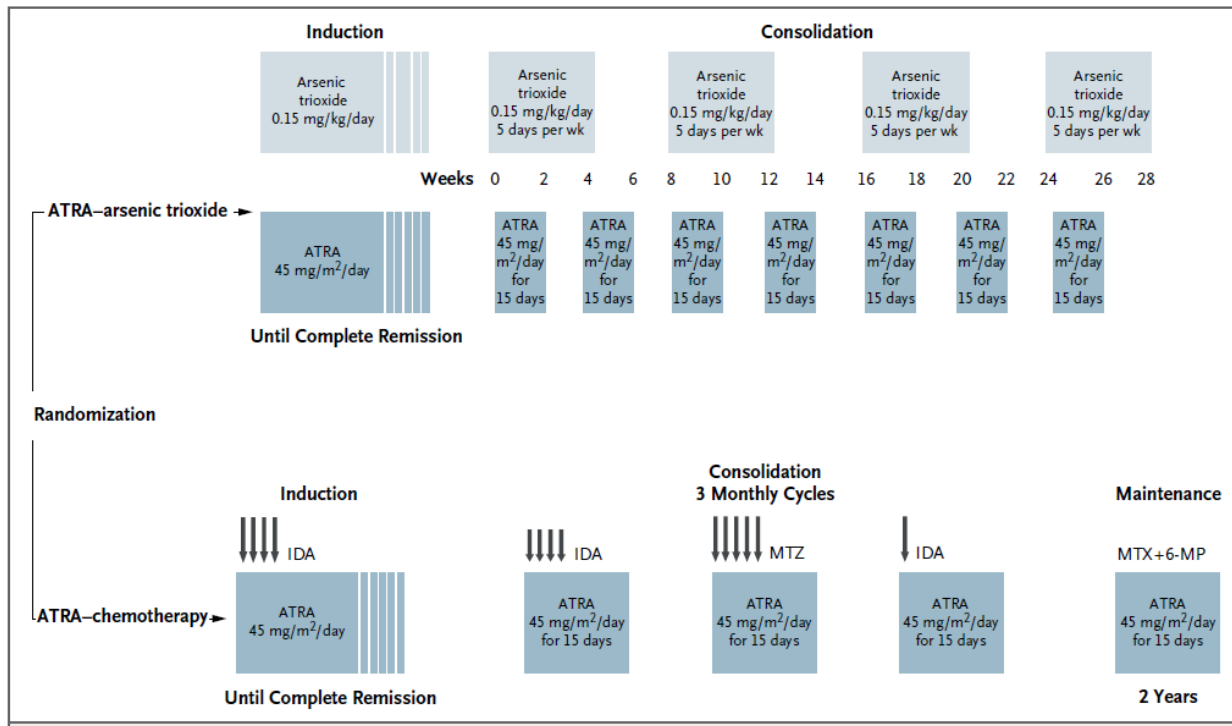 Induction
Consolidation
Arsenic
trioxide
0.15 mg/kg/day
Arsenic
trioxide
0.15 mg/kg/day
5 days per wk
Arsenic
trioxide
0.15 mg/kg/day
5 days per wk
Arsenic
trioxide
0.15 mg/kg/day
5 days per wk
Arsenic
trioxide
0.15 mg/kg/day
5 days per wk
Weeks 0 2 4 6 8 10 12 14 16 18 20 22 24 26 28
ATRA–arsenic trioxide
ATRA
45 mg/m²/day
ATRA
45 mg/
m²/day
for
15 days
ATRA
45 mg/
m²/day
for
15 days
ATRA
45 mg/
m²/day
for
15 days
ATRA
45 mg/
m²/day
for
15 days
ATRA
45 mg/
m²/day
for
15 days
ATRA
45 mg/
m²/day
for
15 days
ATRA
45 mg/
m²/day
for
15 days
Until Complete Remission
Randomization
Induction
Consolidation
3 Monthly Cycles
Maintenance
IDA
IDA
MTZ
IDA
MTX+6-MP
ATRA–chemotherapy
ATRA
45 mg/m²/day
ATRA
45 mg/m²/day
for 15 days
ATRA
45 mg/m²/day
for 15 days
ATRA
45 mg/m²/day
for 15 days
ATRA
45 mg/m²/day
for 15 days
Until Complete Remission
2 Years